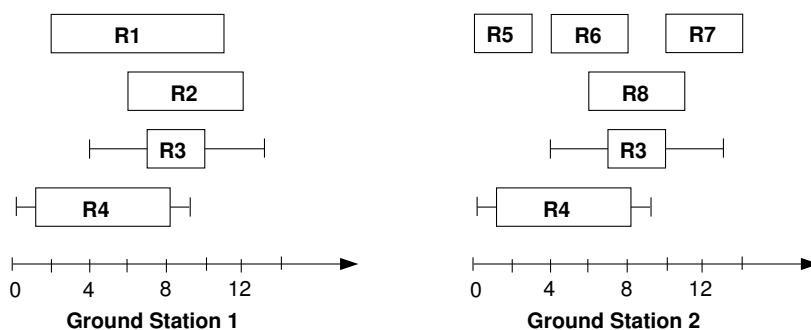 R1
R5 R6 R7
R2
R8
R3
R3
R4
R4
0 4 8 12
0 4 8 12
Ground Station 1
Ground Station 2